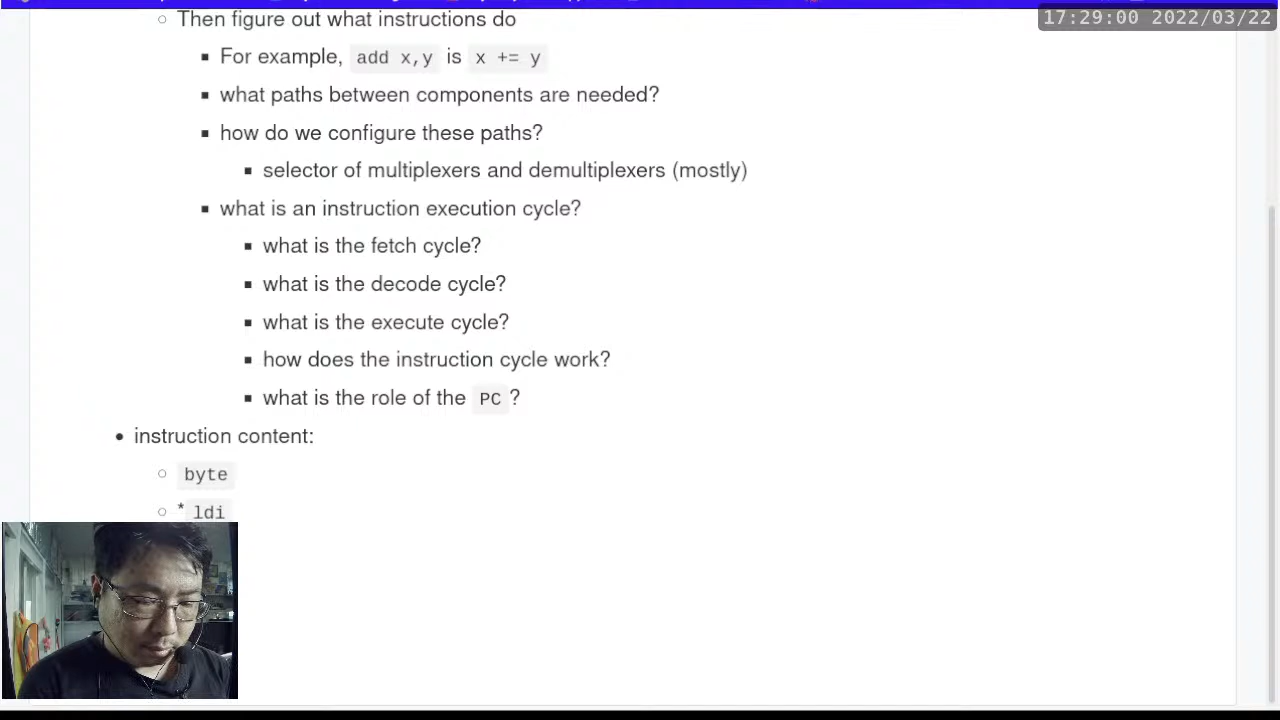 17:29:00 2022/03/22
Then figure out what instructions do
For example, add x,y is x += y
what paths between components are needed?
how do we configure these paths?
selector of multiplexers and demultiplexers (mostly)
what is an instruction execution cycle?
what is the fetch cycle?
what is the decode cycle?
what is the execute cycle?
how does the instruction cycle work?
what is the role of the PC?
instruction content:
byte
* ldi